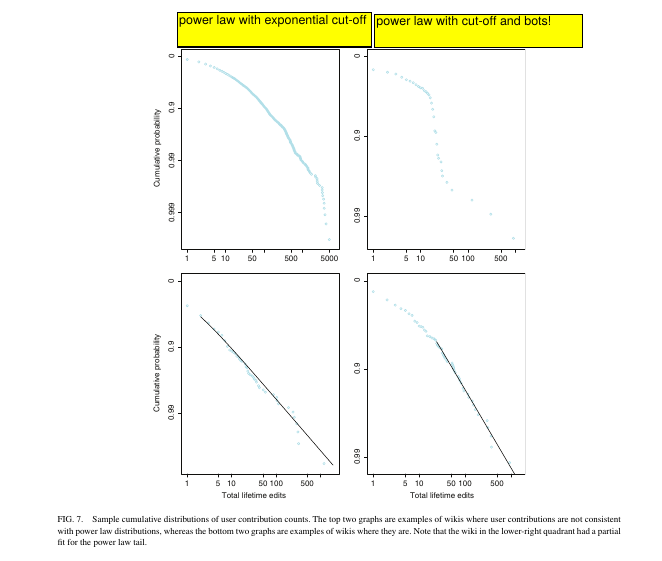 power law with exponential cut-off
power law with cut-off and bots!
Cumulative probability
0
0.9
0.99
0.999
1 5 10 50 500 5000
0
0.9
0.99
1 5 10 50 100 500
Cumulative probability
0
0.9
0.99
1 5 10 50 100 500
Total lifetime edits
0
0.9
0.99
1 5 10 50 100 500
Total lifetime edits
FIG. 7. Sample cumulative distributions of user contribution counts. The top two graphs are examples of wikis where user contributions are not consistent
with power law distributions, whereas the bottom two graphs are examples of wikis where they are. Note that the wiki in the lower-right quadrant had a partial
fit for the power law tail.